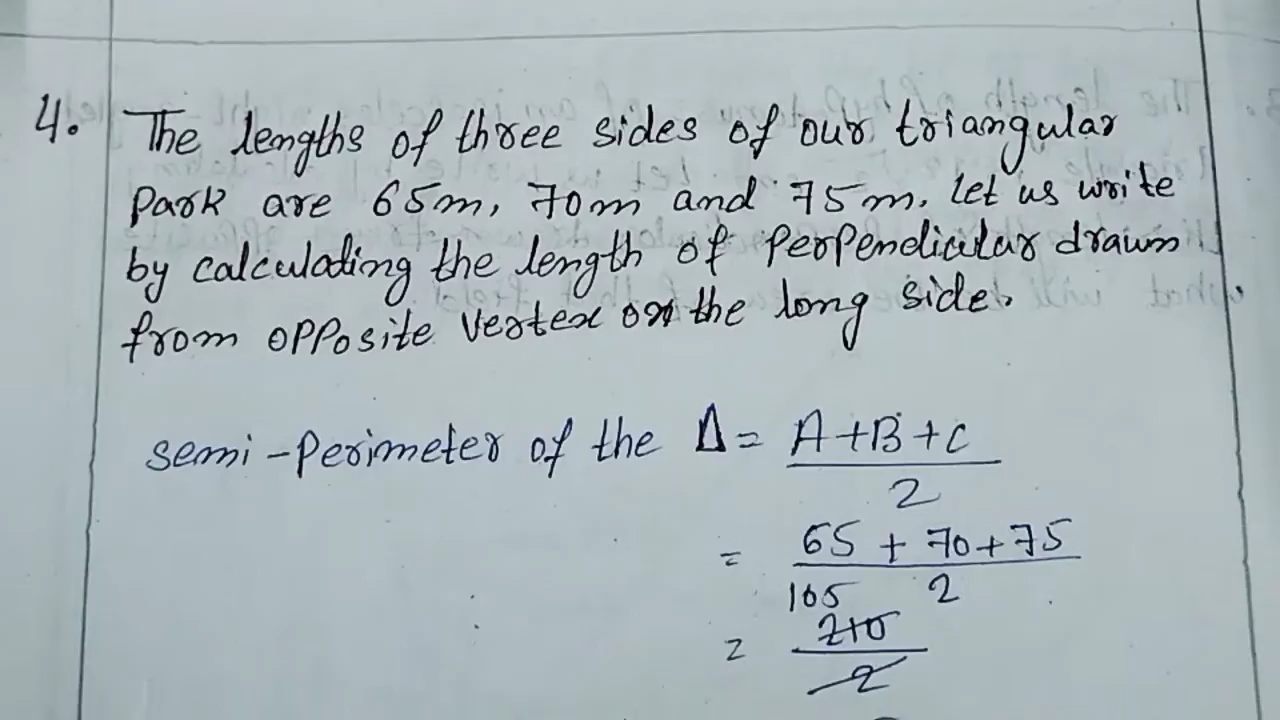 4. The lengths of three sides of our triangular
Park are 65m, 70m and 75m. Let us write
by calculating the length of Perpendicular drawn
from opposite Vertex on the long side.
semi-Perimeter of the Δ = A+B+C
2
= 65 + 70 + 75
2
105
= 210
2